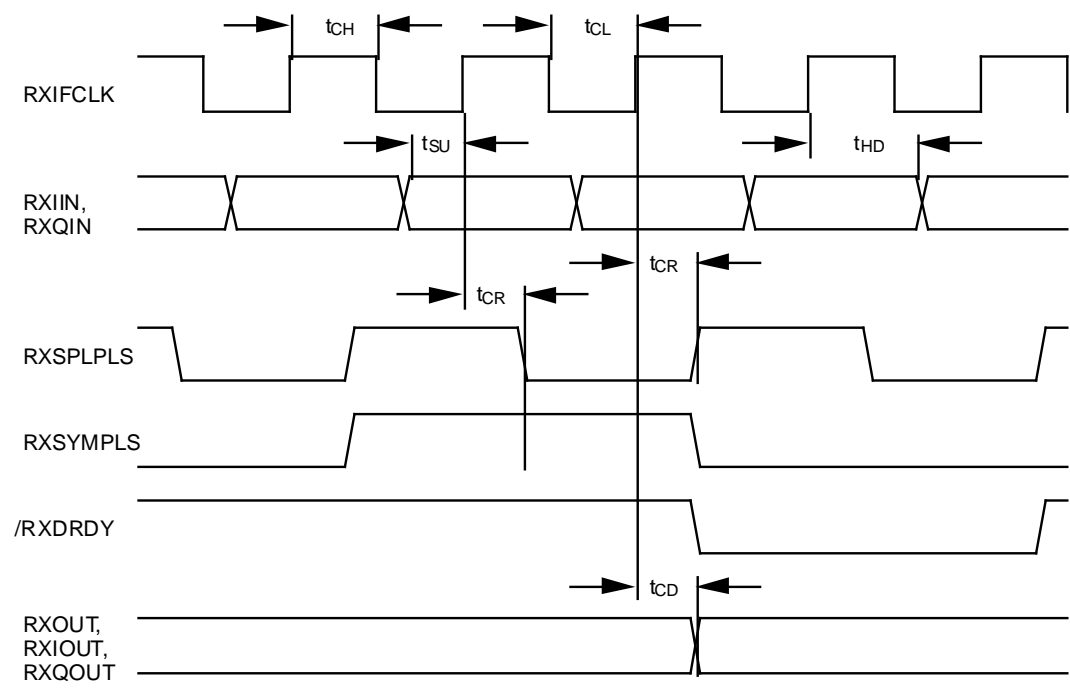 tCH
tCL
RXIFCLK
tSU
tHD
RXIIN,
RXQIN
tCR
tCR
RXSPLPLS
RXSYMPLS
/RXDRDY
tCD
RXOUT,
RXIOUT,
RXQOUT